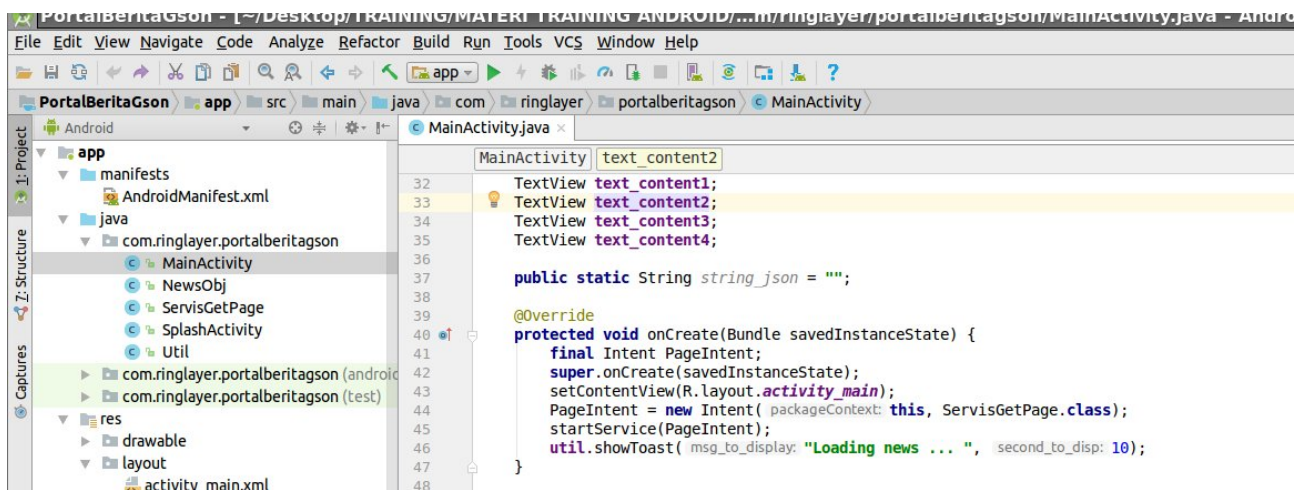 PortalBeritaGson - [~/Desktop/TRAINING/MATERI TRAINING ANDROID/...m/ringlayer/portalberitagson/MainActivity.java - Andro
File Edit View Navigate Code Analyze Refactor Build Run Tools VCS Window Help
app
PortalBeritaGson app src main java com ringlayer portalberitagson MainActivity
1: Project
Z: Structure
Captures
Android
app
manifests
AndroidManifest.xml
java
com.ringlayer.portalberitagson
MainActivity
NewsObj
ServisGetPage
SplashActivity
Util
com.ringlayer.portalberitagson (androic
com.ringlayer.portalberitagson (test)
res
drawable
layout
activity_main.xml
MainActivity.java
MainActivity text_content2
32 TextView text_content1;
33 TextView text_content2;
34 TextView text_content3;
35 TextView text_content4;
36
37 public static String string_json = "";
38
39 @Override
40 protected void onCreate(Bundle savedInstanceState) {
41 final Intent PageIntent;
42 super.onCreate(savedInstanceState);
43 setContentView(R.layout.activity_main);
44 PageIntent = new Intent( packageContext: this, ServisGetPage.class);
45 startService(PageIntent);
46 util.showToast( msg_to_display: "Loading news ... ", second_to_disp: 10);
47 }
48